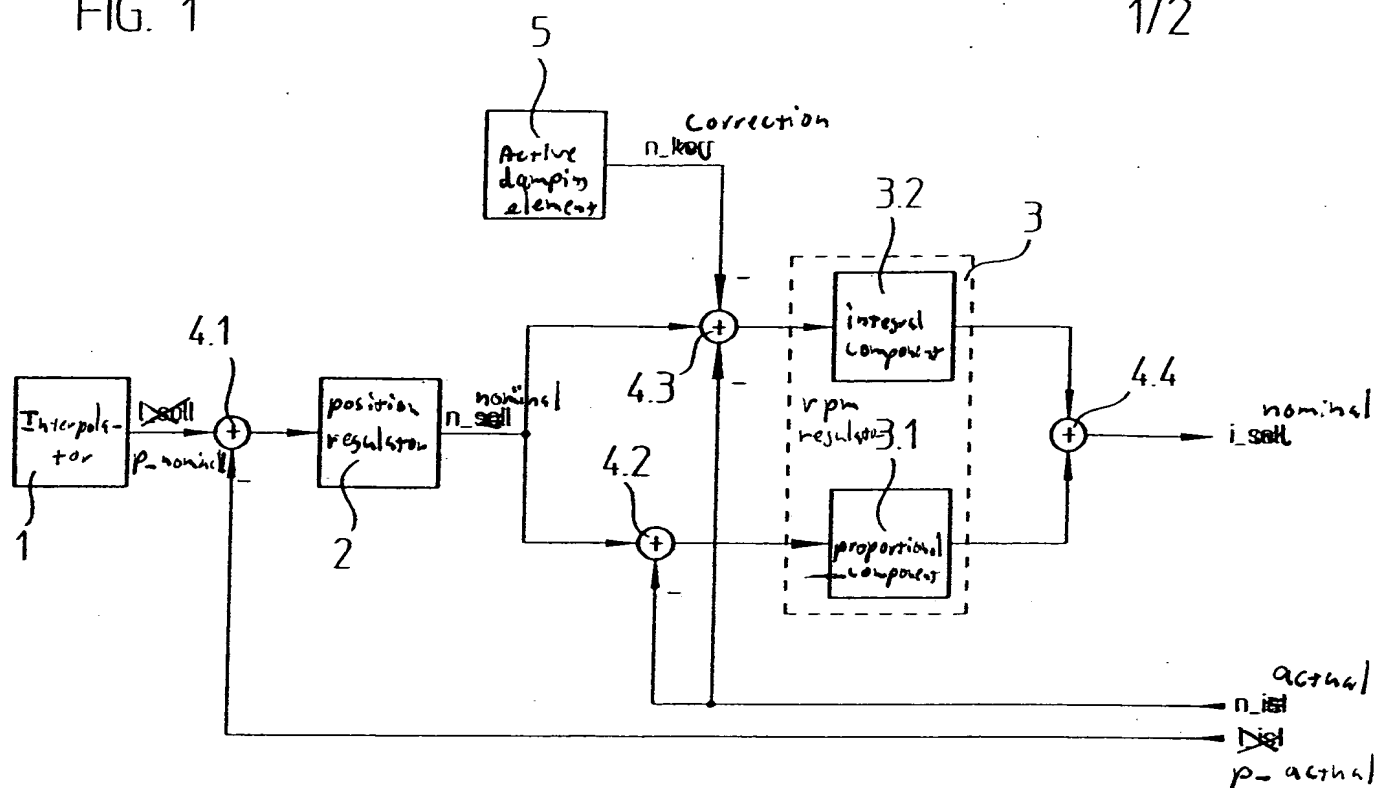 FIG. 1
1/2
5
correction
Active
damping
element
3.2
3
integral
component
4.1
4.3
4.4
Interpola-
tor
p_nominal
position
regulator
nominal
n_soll
rpm
regulator
3.1
nominal
i_soll
4.2
1
2
proportional
component
actual
n_ist
p_actual
+
+
+
+
-
-
-
-